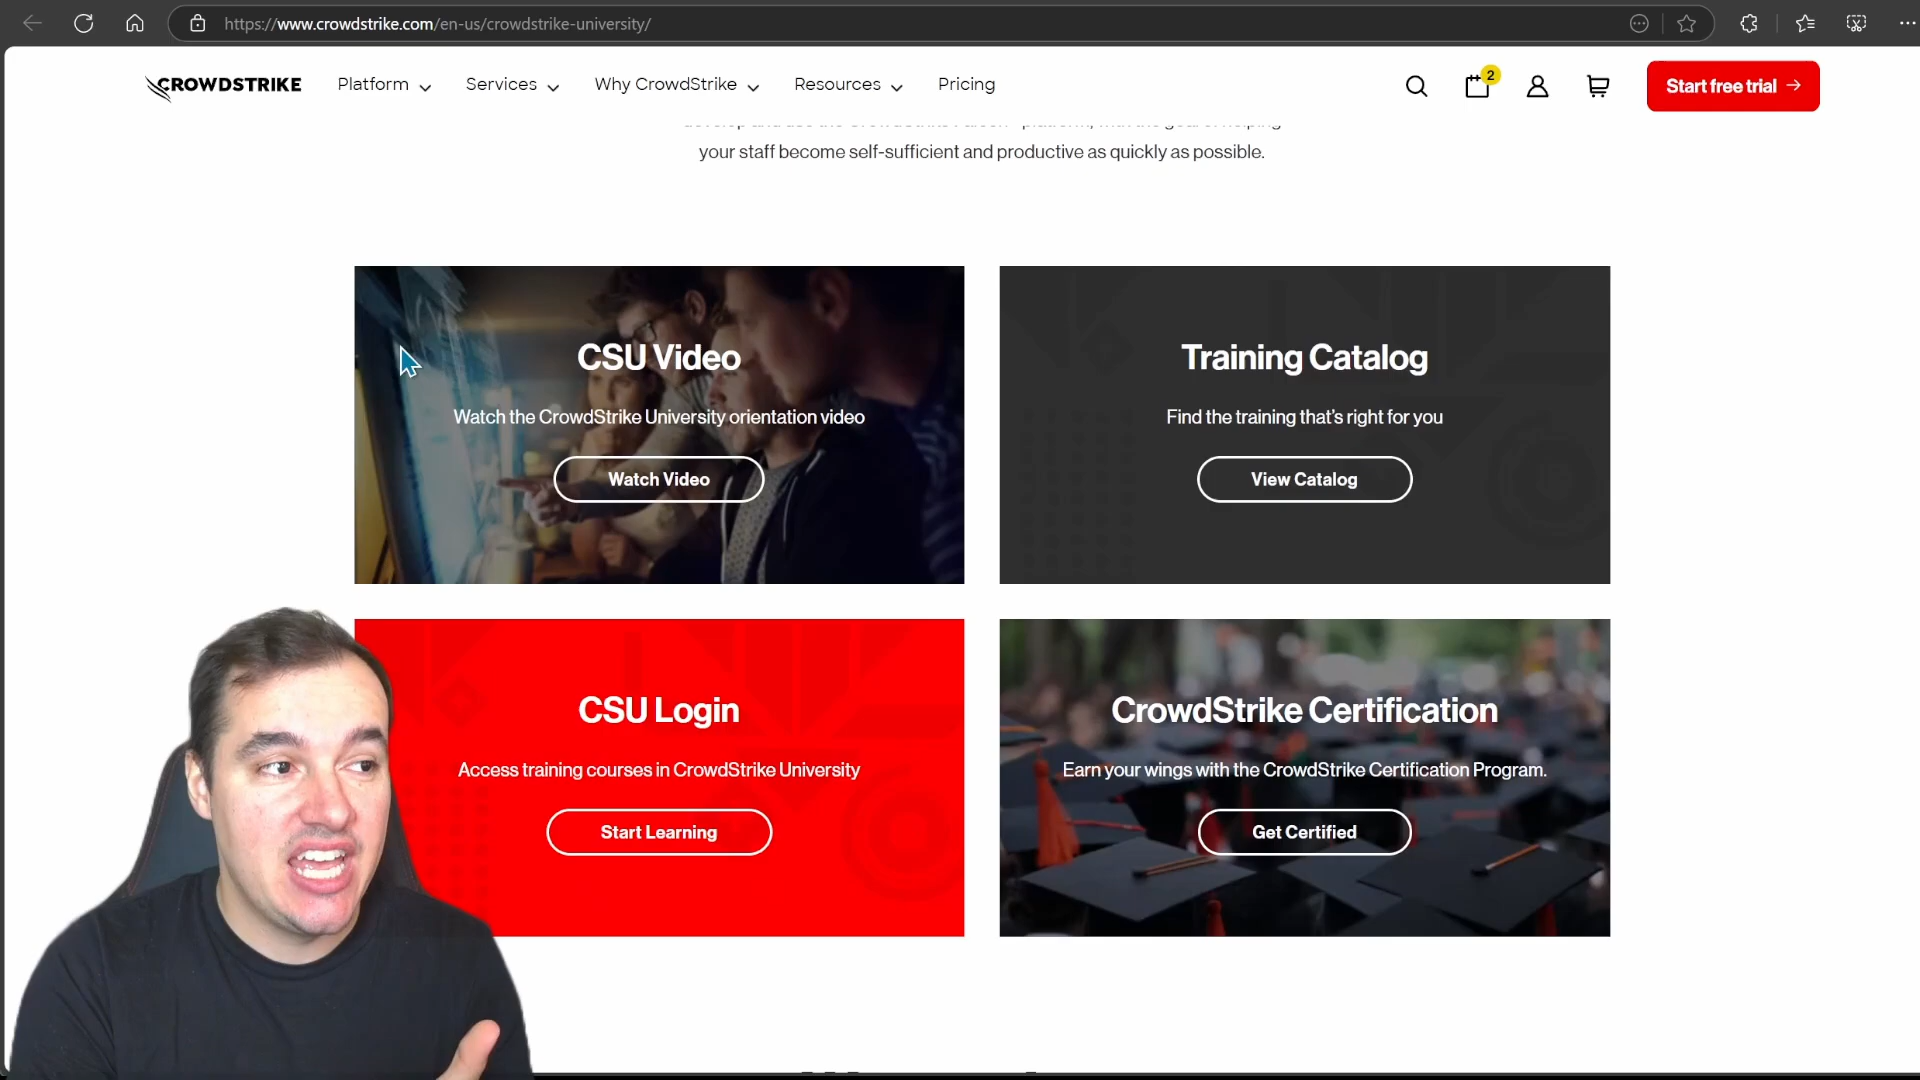 https://www.crowdstrike.com/en-us/crowdstrike-university/
CROWDSTRIKE
Platform
Services
Why CrowdStrike
Resources
Pricing
2
Start free trial →
your staff become self-sufficient and productive as quickly as possible.
CSU Video
Watch the CrowdStrike University orientation video
Watch Video
Training Catalog
Find the training that's right for you
View Catalog
CSU Login
Access training courses in CrowdStrike University
Start Learning
CrowdStrike Certification
Earn your wings with the CrowdStrike Certification Program.
Get Certified